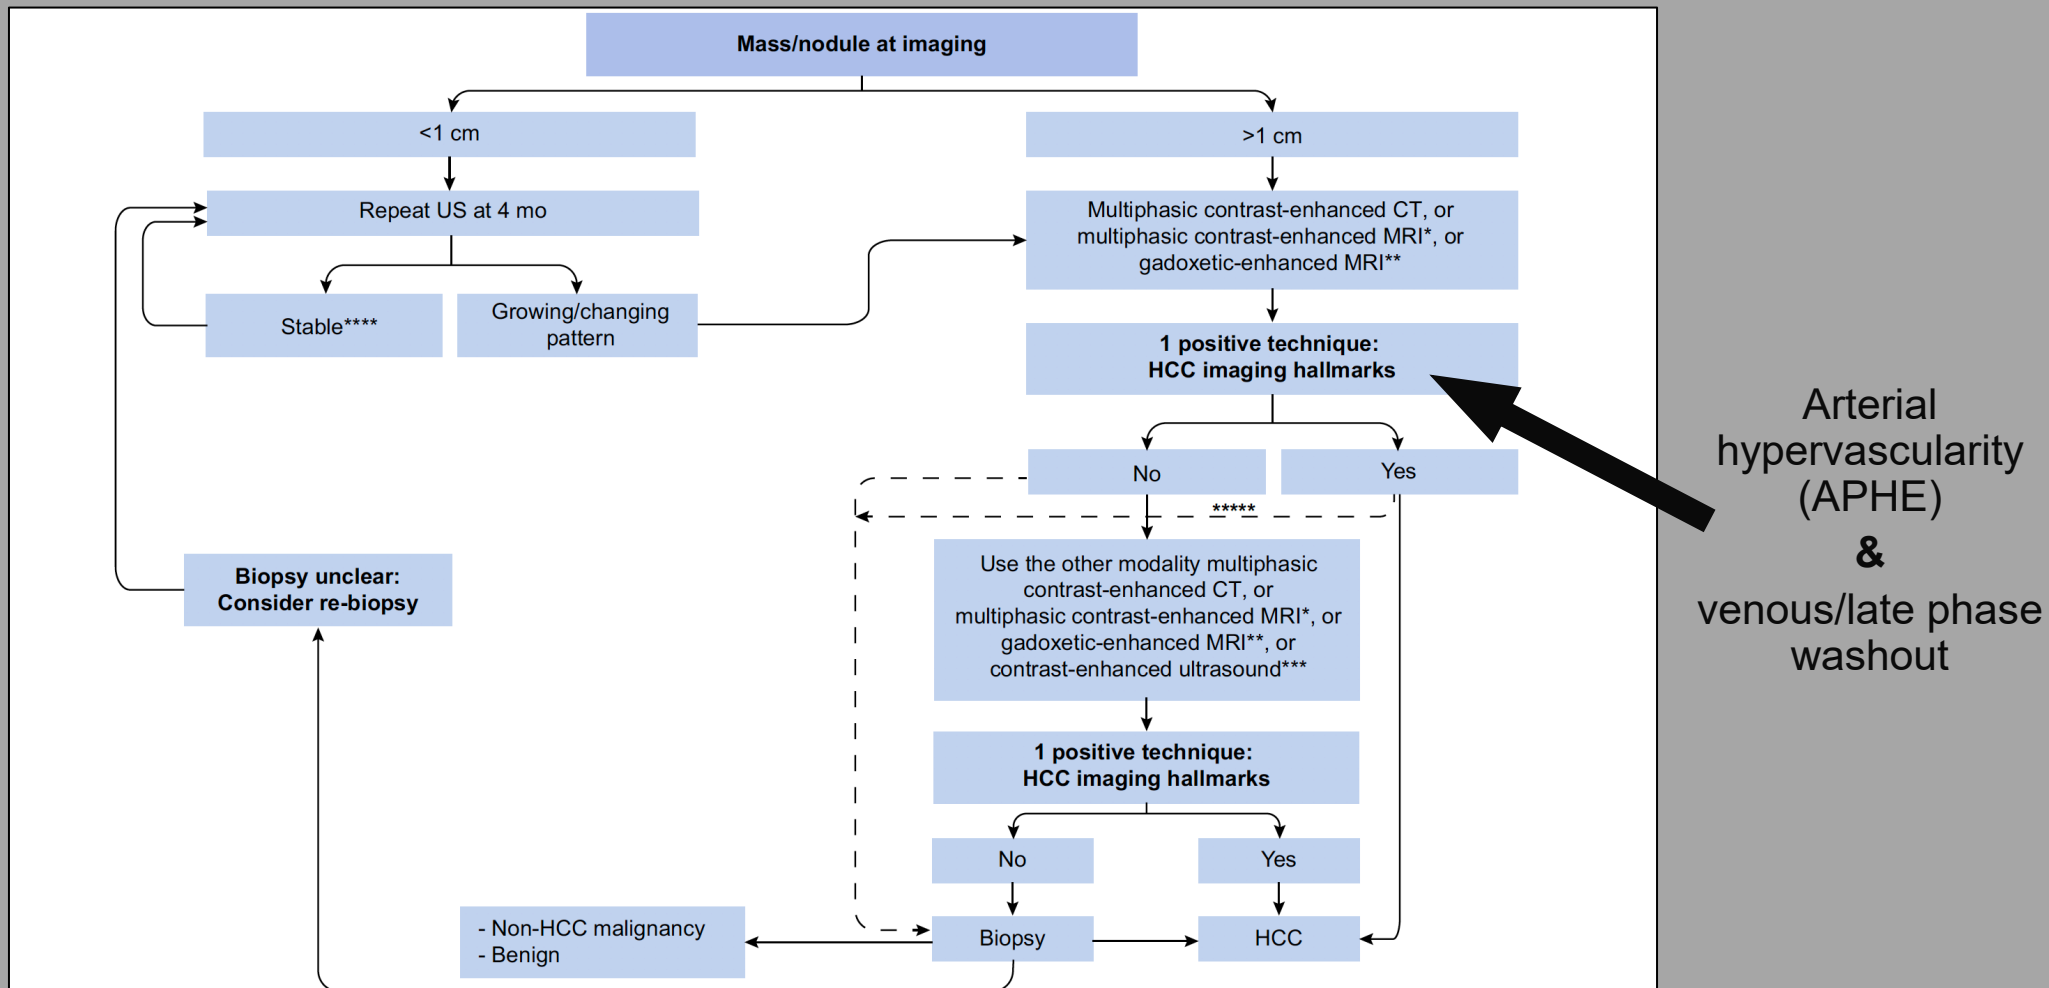 Mass/nodule at imaging
<1 cm
>1 cm
Repeat US at 4 mo
Multiphasic contrast-enhanced CT, or
multiphasic contrast-enhanced MRI*, or
gadoxetic-enhanced MRI**
Stable****
Growing/changing
pattern
1 positive technique:
HCC imaging hallmarks
Arterial
hypervascularity
(APHE)
&
venous/late phase
washout
No
Yes
*****
Use the other modality multiphasic
contrast-enhanced CT, or
multiphasic contrast-enhanced MRI*, or
gadoxetic-enhanced MRI**, or
contrast-enhanced ultrasound***
Biopsy unclear:
Consider re-biopsy
1 positive technique:
HCC imaging hallmarks
No
Yes
- Non-HCC malignancy
- Benign
Biopsy
HCC